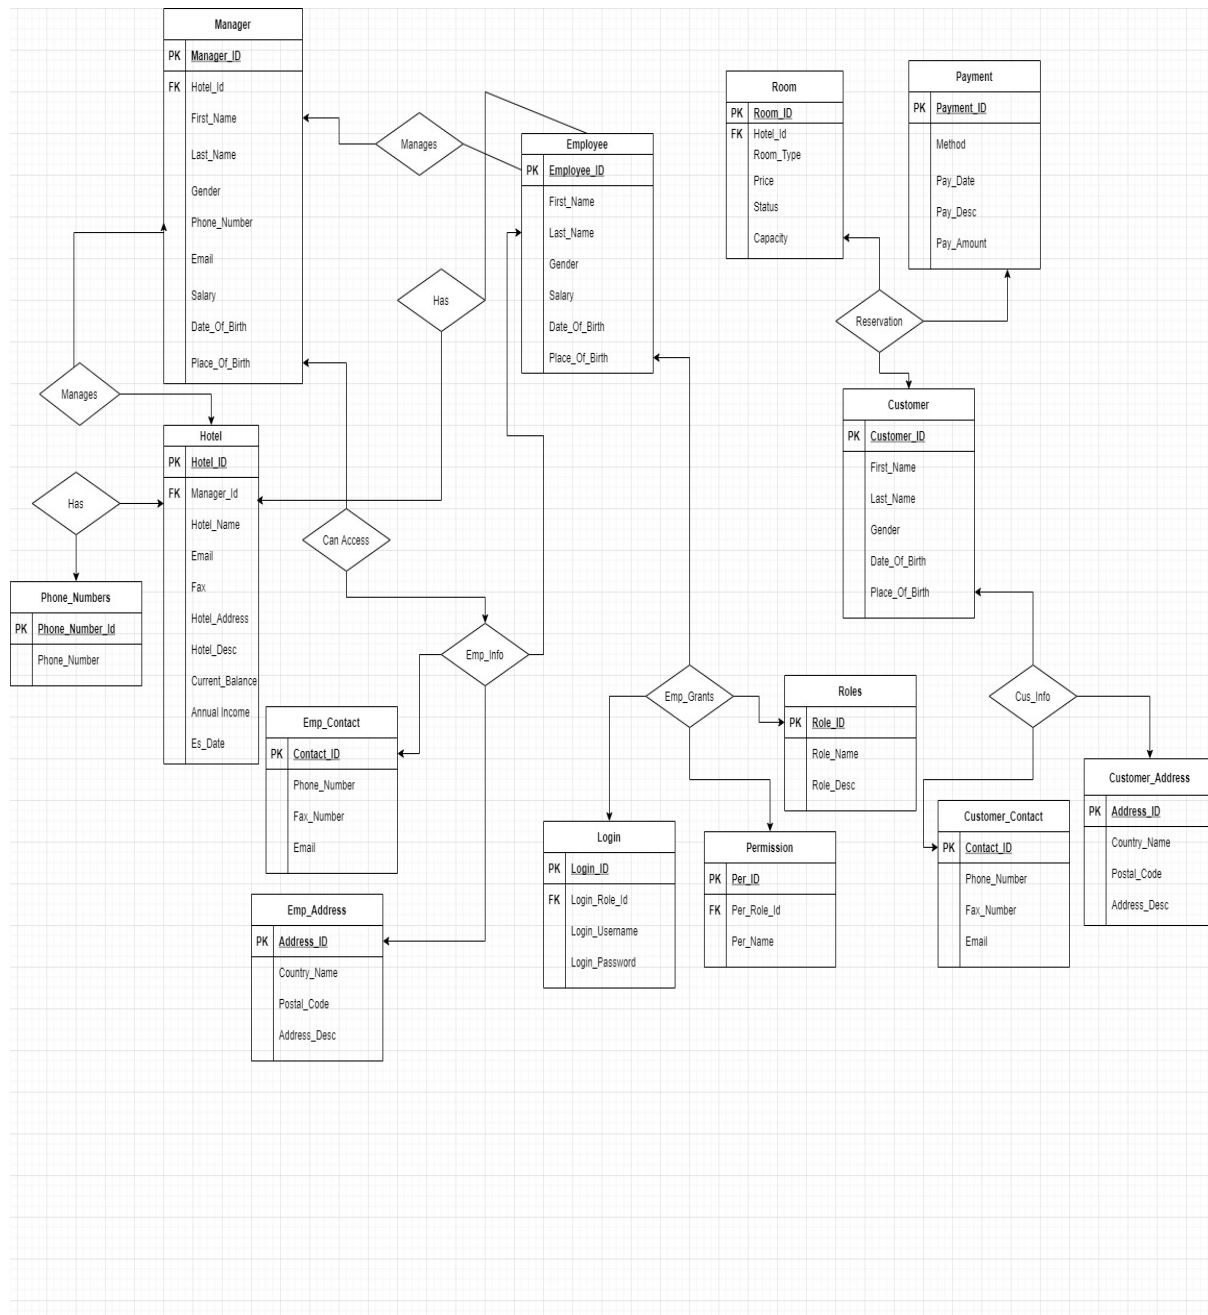 Manager
PK Manager_ID
FK Hotel_Id
First_Name
Last_Name
Gender
Phone_Number
Email
Salary
Date_Of_Birth
Place_Of_Birth
Manages
Employee
PK Employee_ID
First_Name
Last_Name
Gender
Salary
Date_Of_Birth
Place_Of_Birth
Has
Room
PK Room_ID
FK Hotel_Id
Room_Type
Price
Status
Capacity
Payment
PK Payment_ID
Method
Pay_Date
Pay_Desc
Pay_Amount
Reservation
Customer
PK Customer_ID
First_Name
Last_Name
Gender
Date_Of_Birth
Place_Of_Birth
Manages
Hotel
PK Hotel_ID
FK Manager_Id
Hotel_Name
Email
Fax
Hotel_Address
Hotel_Desc
Current_Balance
Annual Income
Es_Date
Has
Phone_Numbers
PK Phone_Number_Id
Phone_Number
Can Access
Emp_Info
Emp_Contact
PK Contact_ID
Phone_Number
Fax_Number
Email
Emp_Address
PK Address_ID
Country_Name
Postal_Code
Address_Desc
Emp_Grants
Roles
PK Role_ID
Role_Name
Role_Desc
Login
PK Login_ID
FK Login_Role_Id
Login_Username
Login_Password
Permission
PK Per_ID
FK Per_Role_Id
Per_Name
Cus_Info
Customer_Contact
PK Contact_ID
Phone_Number
Fax_Number
Email
Customer_Address
PK Address_ID
Country_Name
Postal_Code
Address_Desc